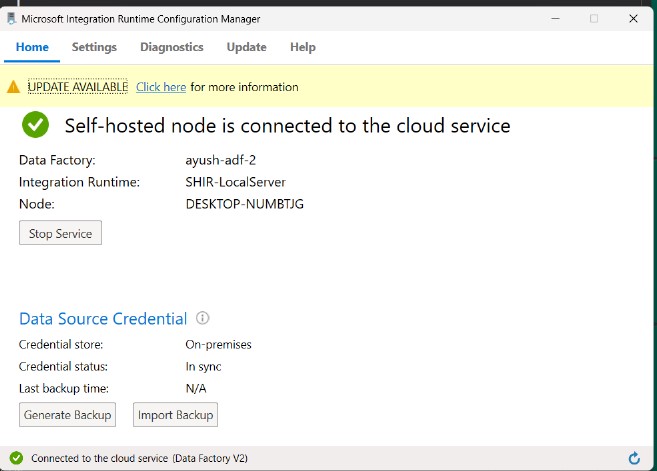 Microsoft Integration Runtime Configuration Manager
Home Settings Diagnostics Update Help
UPDATE AVAILABLE Click here for more information
Self-hosted node is connected to the cloud service
Data Factory: ayush-adf-2
Integration Runtime: SHIR-LocalServer
Node: DESKTOP-NUMBTJG
Stop Service
Data Source Credential
Credential store: On-premises
Credential status: In sync
Last backup time: N/A
Generate Backup Import Backup
Connected to the cloud service (Data Factory V2)